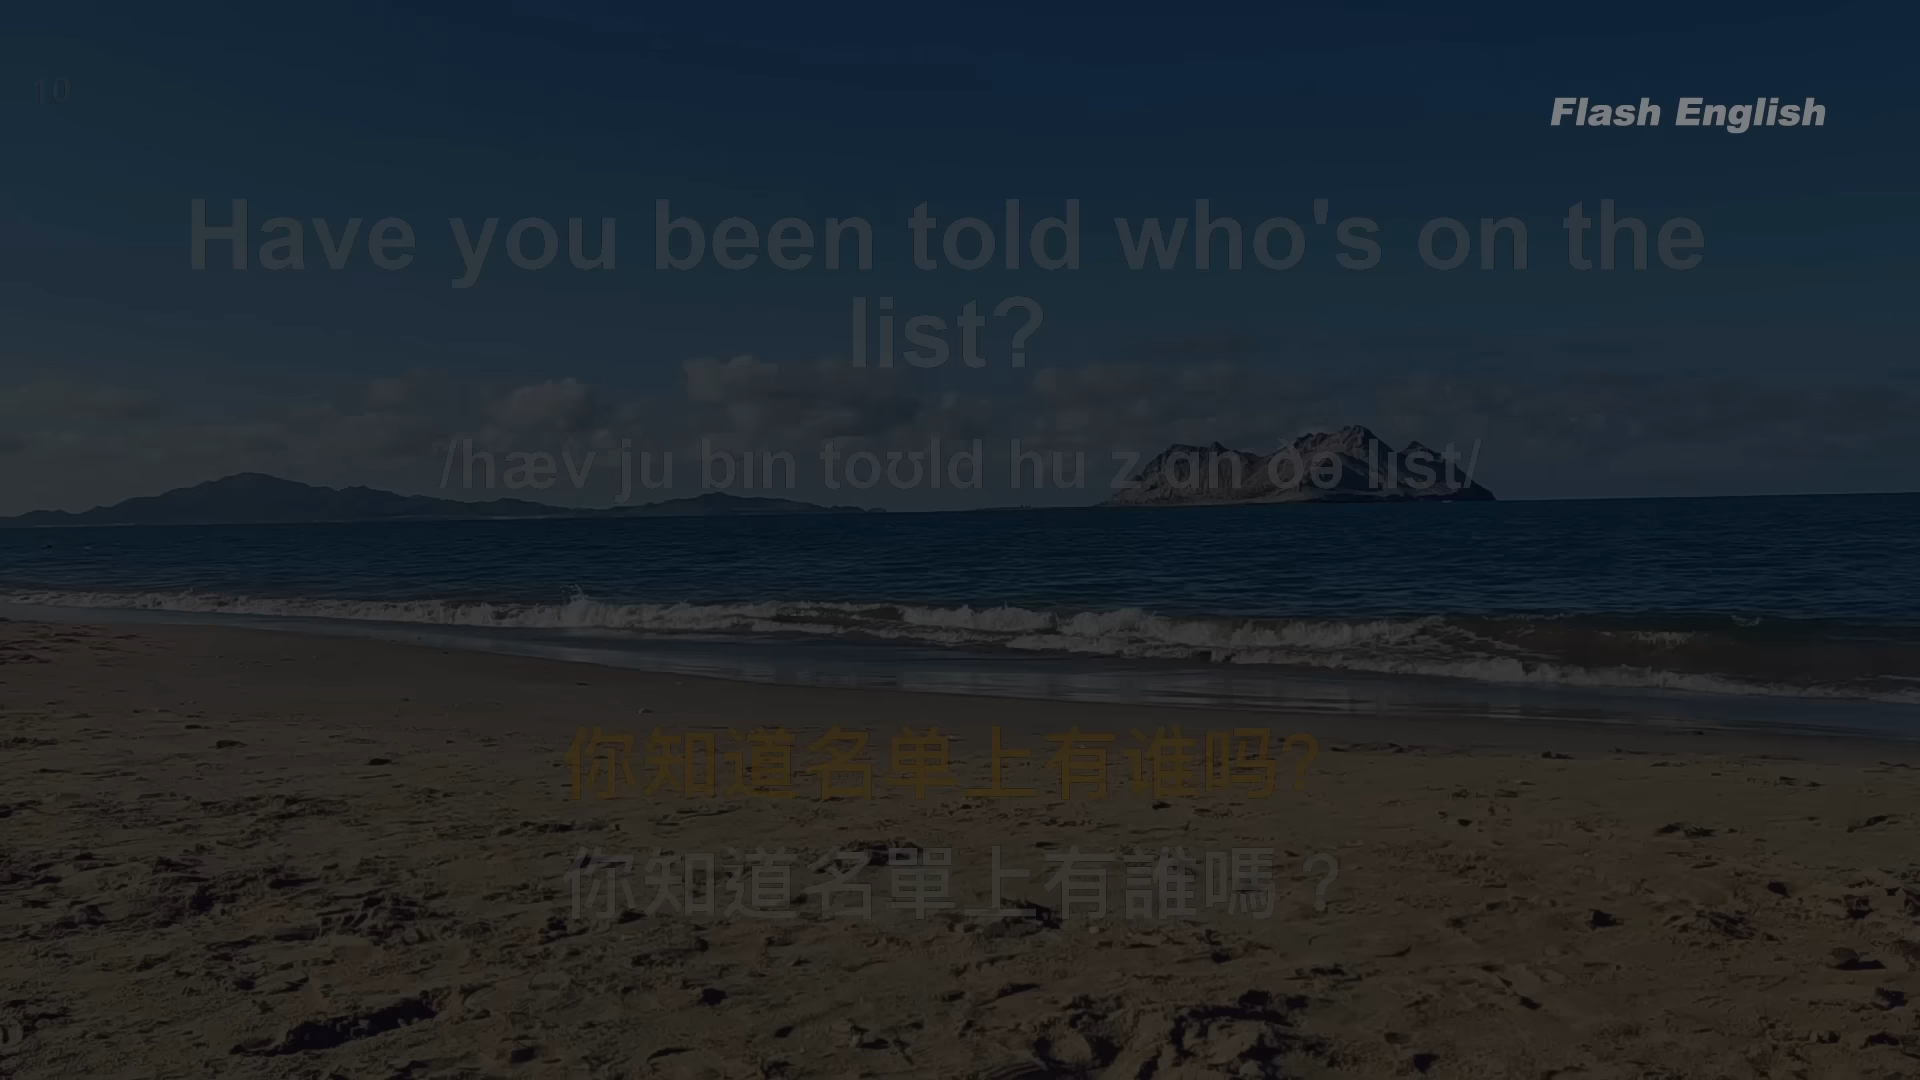 10
Flash English
Have you been told who's on the
list?
/hæv ju bɪn toʊld hu z ɑn ðə lɪst/
你知道名单上有谁吗?
你知道名單上有誰嗎？